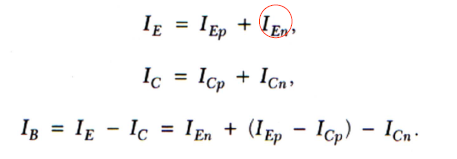 I_E = I_Ep + I_En,
I_C = I_Cp + I_Cn,
I_B = I_E − I_C = I_En + (I_Ep − I_Cp) − I_Cn.